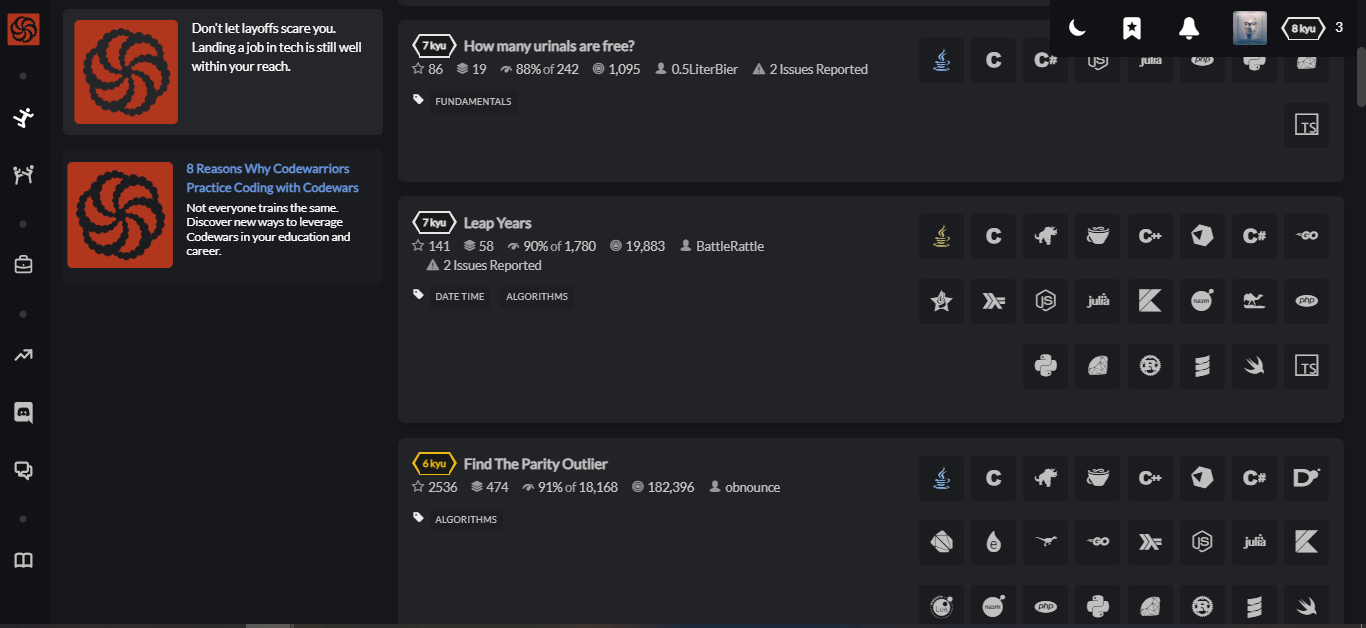 Don't let layoffs scare you.
Landing a job in tech is still well
within your reach.
8 Reasons Why Codewarriors
Practice Coding with Codewars
Not everyone trains the same.
Discover new ways to leverage
Codewars in your education and
career.
8 kyu 3
7 kyu How many urinals are free?
86 19 88% of 242 1,095 0.5LiterBier 2 Issues Reported
FUNDAMENTALS
C C# JS julia php
TS
7 kyu Leap Years
141 58 90% of 1,780 19,883 BattleRattle
2 Issues Reported
DATE TIME ALGORITHMS
C C++ C# GO
JS julia nasm php
TS
6 kyu Find The Parity Outlier
2536 474 91% of 18,168 182,396 obnounce
ALGORITHMS
C C++ C# D
e GO JS julia
Lua nasm php